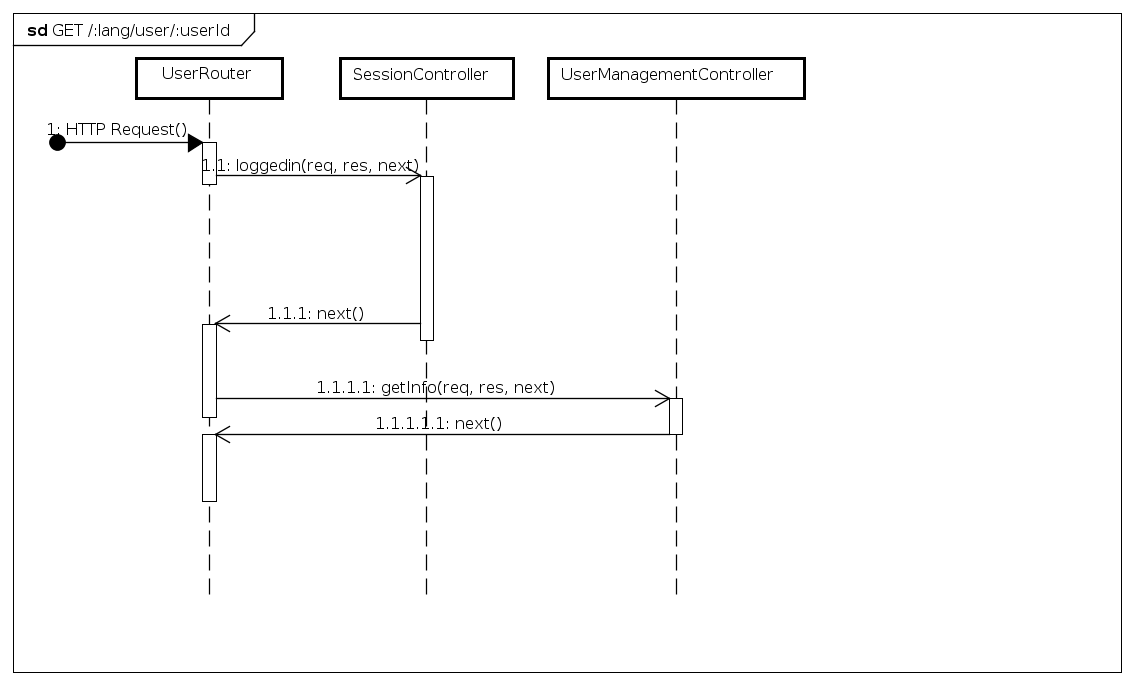 sd GET /:lang/user/:userId
UserRouter
SessionController
UserManagementController
1: HTTP Request()
1.1: loggedin(req, res, next)
1.1.1: next()
1.1.1.1: getInfo(req, res, next)
1.1.1.1.1: next()